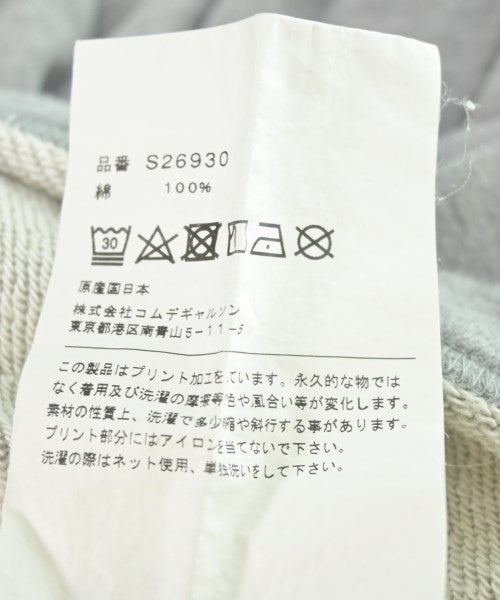 品番 S26930
綿 100%
30
原産国日本
株式会社コムデギャルソン
東京都港区南青山5-11-5
この製品はプリント加工をしています。永久的な物では
なく着用及び洗濯の摩擦等色や風合い等が変化します。
素材の性質上、洗濯で多少縮や斜行する事があります。
プリント部分にはアイロンを当てないで下さい。
洗濯の際はネット使用、単独洗いをして下さい。